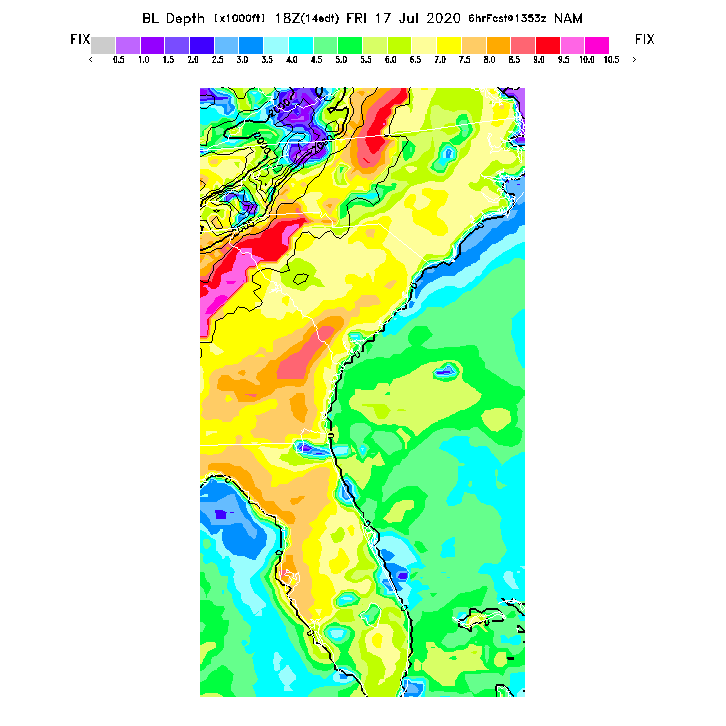 BL Depth [x1000ft] 18Z(14edt) FRI 17 Jul 2020 6hrFcst@1353z NAM
FIX FIX
< 0.5 1.0 1.5 2.0 2.5 3.0 3.5 4.0 4.5 5.0 5.5 6.0 6.5 7.0 7.5 8.0 8.5 9.0 9.5 10.0 10.5 >